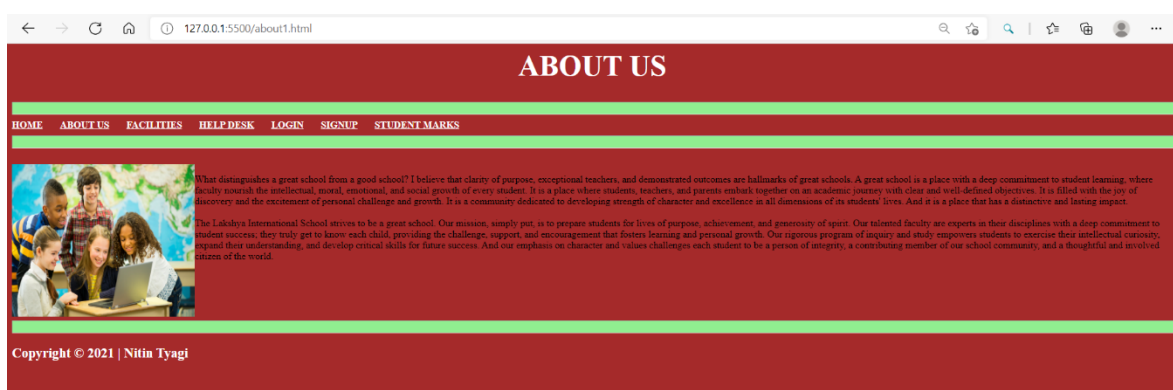 127.0.0.1:5500/about1.html
ABOUT US
HOME ABOUT US FACILITIES HELP DESK LOGIN SIGNUP STUDENT MARKS
What distinguishes a great school from a good school? I believe that clarity of purpose, exceptional teachers, and demonstrated outcomes are hallmarks of great schools. A great school is a place with a deep commitment to student learning, where
faculty nourish the intellectual, moral, emotional, and social growth of every student. It is a place where students, teachers, and parents embark together on an academic journey with clear and well-defined objectives. It is filled with the joy of
discovery and the excitement of personal challenge and growth. It is a community dedicated to developing strength of character and excellence in all dimensions of its students' lives. And it is a place that has a distinctive and lasting impact.
The Lakshya International School strives to be a great school. Our mission, simply put, is to prepare students for lives of purpose, achievement, and generosity of spirit. Our talented faculty are experts in their disciplines with a deep commitment to
student success; they truly get to know each child, providing the challenge, support, and encouragement that fosters learning and personal growth. Our rigorous program of inquiry and study empowers students to exercise their intellectual curiosity,
expand their understanding, and develop critical skills for future success. And our emphasis on character and values challenges each student to be a person of integrity, a contributing member of our school community, and a thoughtful and involved
citizen of the world.
Copyright © 2021 | Nitin Tyagi